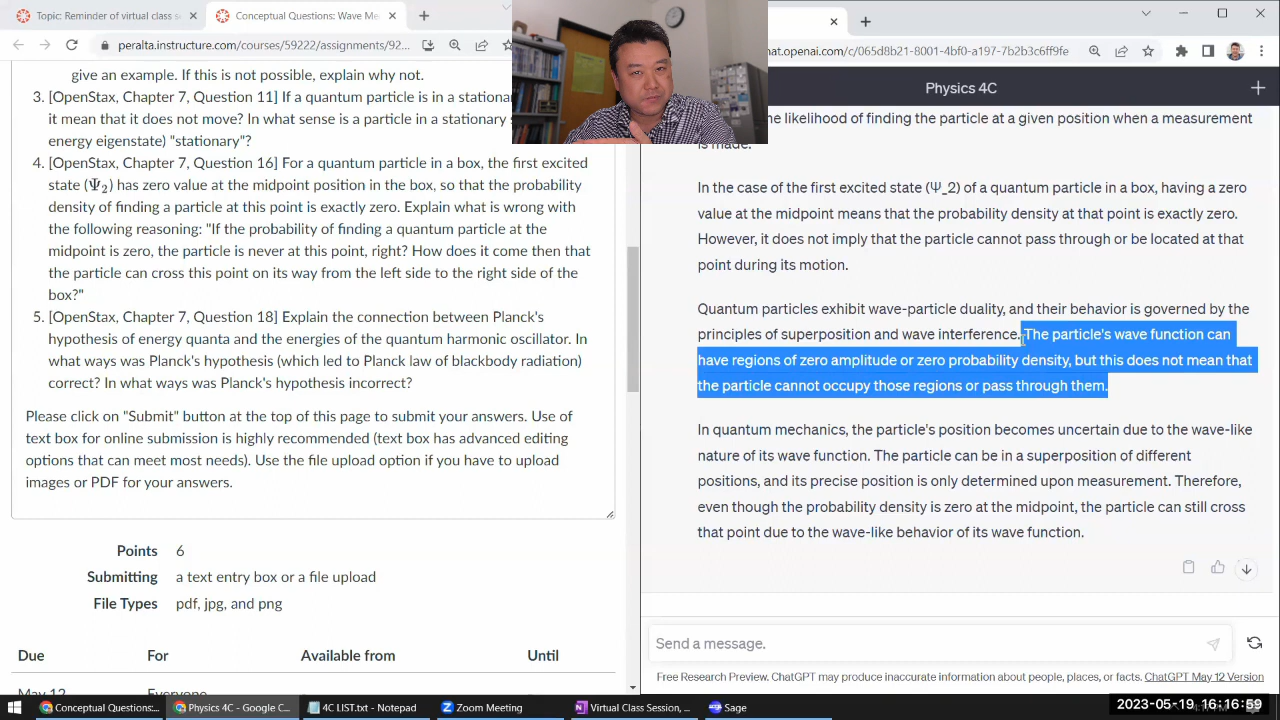 Topic: Reminder of virtual class s
Conceptual Questions: Wave Me
peralta.instructure.com/courses/59222/assignments/92...
hat.openai.com/c/065d8b21-8001-4bf0-a197-7b2b3c6ff9fe
Physics 4C
give an example. If this is not possible, explain why not.
3. [OpenStax, Chapter 7, Question 11] If a quantum particle is in a stationar
it mean that it does not move? In what sense is a particle in a stationary s
energy eigenstate) "stationary"?
4. [OpenStax, Chapter 7, Question 16] For a quantum particle in a box, the first excited
state (Ψ2) has zero value at the midpoint position in the box, so that the probability
density of finding a particle at this point is exactly zero. Explain what is wrong with
the following reasoning: "If the probability of finding a quantum particle at the
midpoint is zero, the particle is never at this point, right? How does it come then that
the particle can cross this point on its way from the left side to the right side of the
box?"
5. [OpenStax, Chapter 7, Question 18] Explain the connection between Planck's
hypothesis of energy quanta and the energies of the quantum harmonic oscillator. In
what ways was Planck's hypothesis (which led to Planck law of blackbody radiation)
correct? In what ways was Planck's hypothesis incorrect?
Please click on "Submit" button at the top of this page to submit your answers. Use of
text box for online submission is highly recommended (text box has advanced editing
options that can meet most needs). Use the file upload option if you have to upload
images or PDF for your answers.
Points 6
Submitting a text entry box or a file upload
File Types pdf, jpg, and png
Due For Available from Until
May 12 Everyone
he likelihood of finding the particle at a given position when a measurement
is made.
In the case of the first excited state (Ψ_2) of a quantum particle in a box, having a zero
value at the midpoint means that the probability density at that point is exactly zero.
However, it does not imply that the particle cannot pass through or be located at that
point during its motion.
Quantum particles exhibit wave-particle duality, and their behavior is governed by the
principles of superposition and wave interference. The particle's wave function can
have regions of zero amplitude or zero probability density, but this does not mean that
the particle cannot occupy those regions or pass through them.
In quantum mechanics, the particle's position becomes uncertain due to the wave-like
nature of its wave function. The particle can be in a superposition of different
positions, and its precise position is only determined upon measurement. Therefore,
even though the probability density is zero at the midpoint, the particle can still cross
that point due to the wave-like behavior of its wave function.
Send a message.
Free Research Preview. ChatGPT may produce inaccurate information about people, places, or facts. ChatGPT May 12 Version
Conceptual Questions:...
Physics 4C - Google C...
4C LIST.txt - Notepad
Zoom Meeting
Virtual Class Session, ...
Sage
2023-05-19 16:16:59